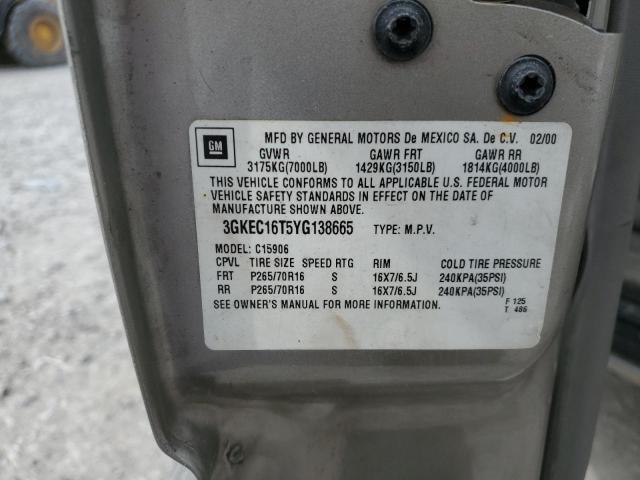 GM
MFD BY GENERAL MOTORS De MEXICO SA. De C.V. 02/00
GVWR GAWR FRT GAWR RR
3175KG(7000LB) 1429KG(3150LB) 1814KG(4000LB)
THIS VEHICLE CONFORMS TO ALL APPLICABLE U.S. FEDERAL MOTOR
VEHICLE SAFETY STANDARDS IN EFFECT ON THE DATE OF
MANUFACTURE SHOWN ABOVE.
3GKEC16T5YG138665 TYPE: M.P.V.
MODEL: C15906
CPVL TIRE SIZE SPEED RTG RIM COLD TIRE PRESSURE
FRT P265/70R16 S 16X7/6.5J 240KPA(35PSI)
RR P265/70R16 S 16X7/6.5J 240KPA(35PSI)
SEE OWNER'S MANUAL FOR MORE INFORMATION.
F 125
T 486